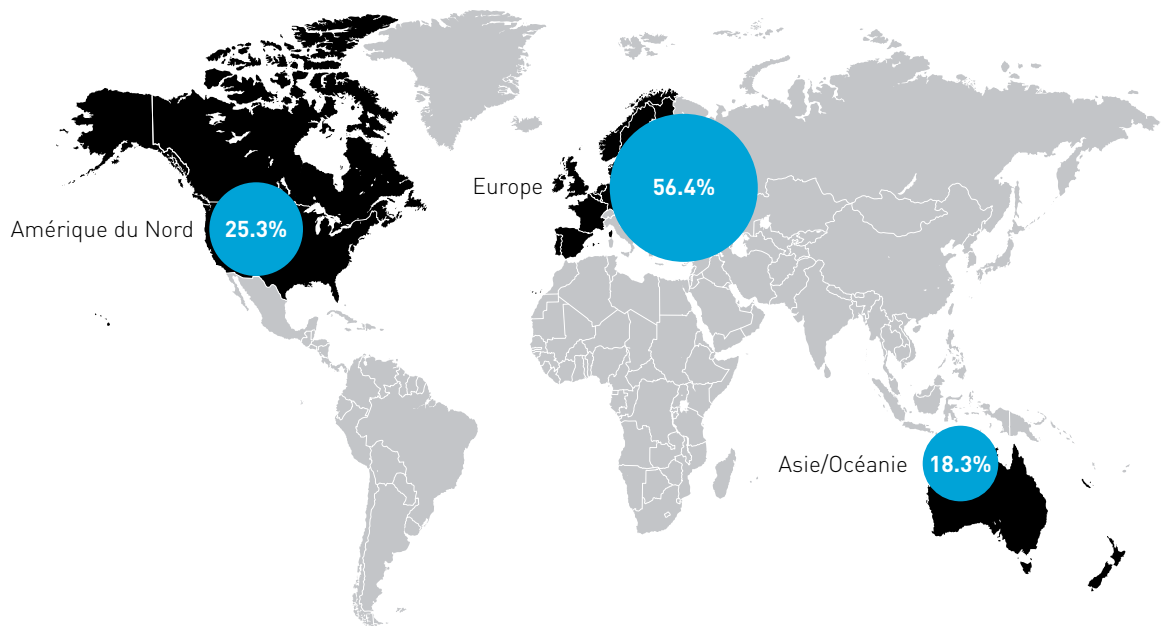 Europe
56.4%
Amérique du Nord
25.3%
Asie/Océanie
18.3%